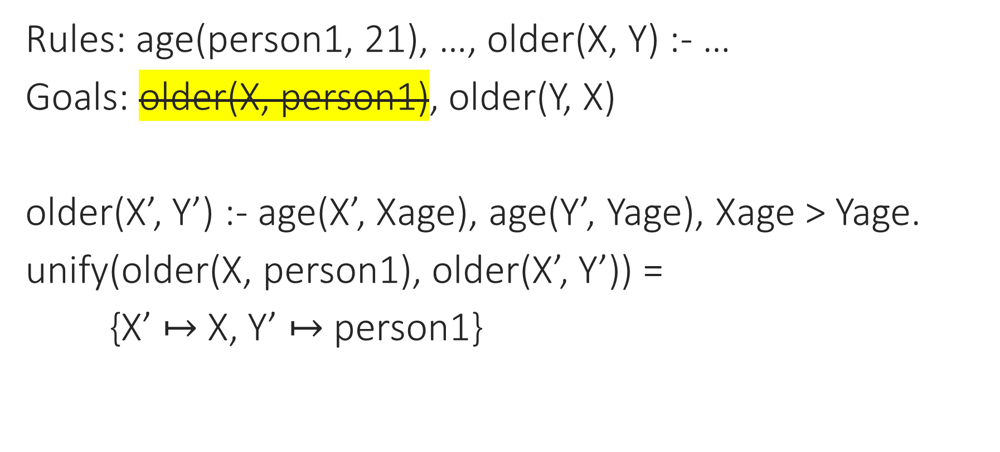 Rules: age(person1, 21), …, older(X, Y) :- …
Goals: older(X, person1), older(Y, X)
older(X’, Y’) :- age(X’, Xage), age(Y’, Yage), Xage > Yage.
unify(older(X, person1), older(X’, Y’)) =
{X’ ↦ X, Y’ ↦ person1}